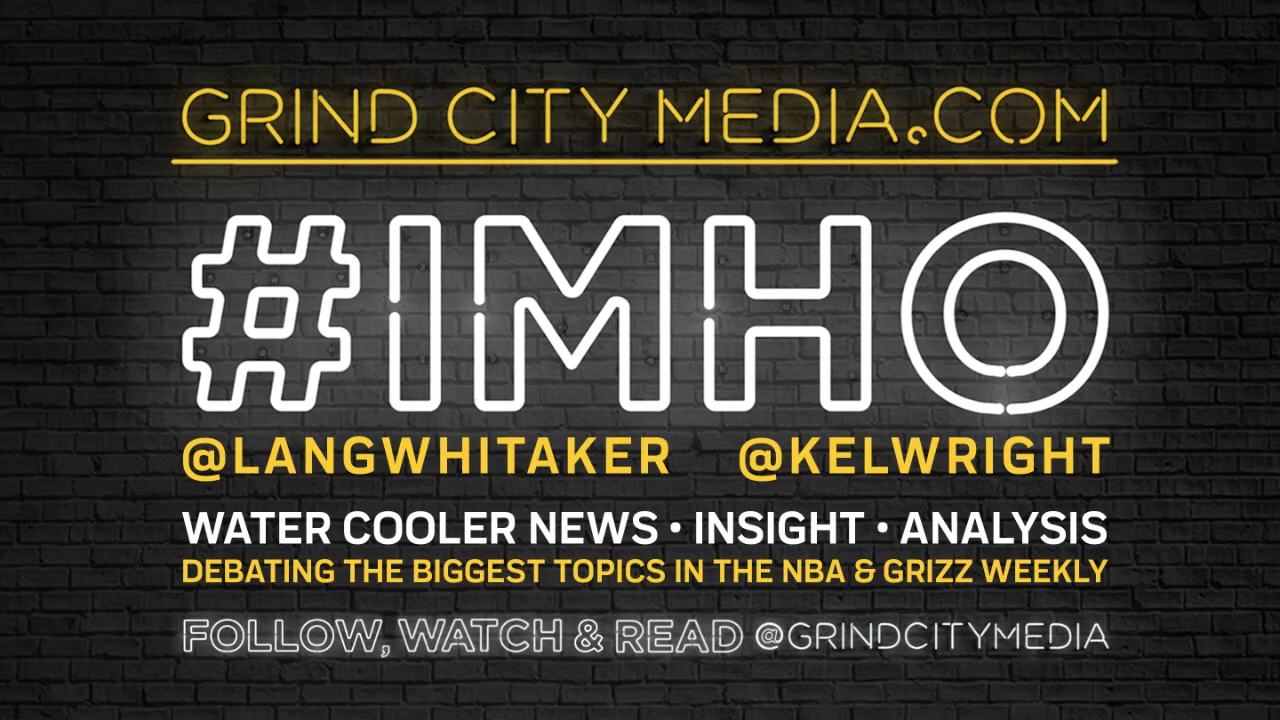 GRIND CITY MEDIA.COM
#IMHO
@LANGWHITAKER @KELWRIGHT
WATER COOLER NEWS • INSIGHT • ANALYSIS
DEBATING THE BIGGEST TOPICS IN THE NBA & GRIZZ WEEKLY
FOLLOW, WATCH & READ @GRINDCITYMEDIA